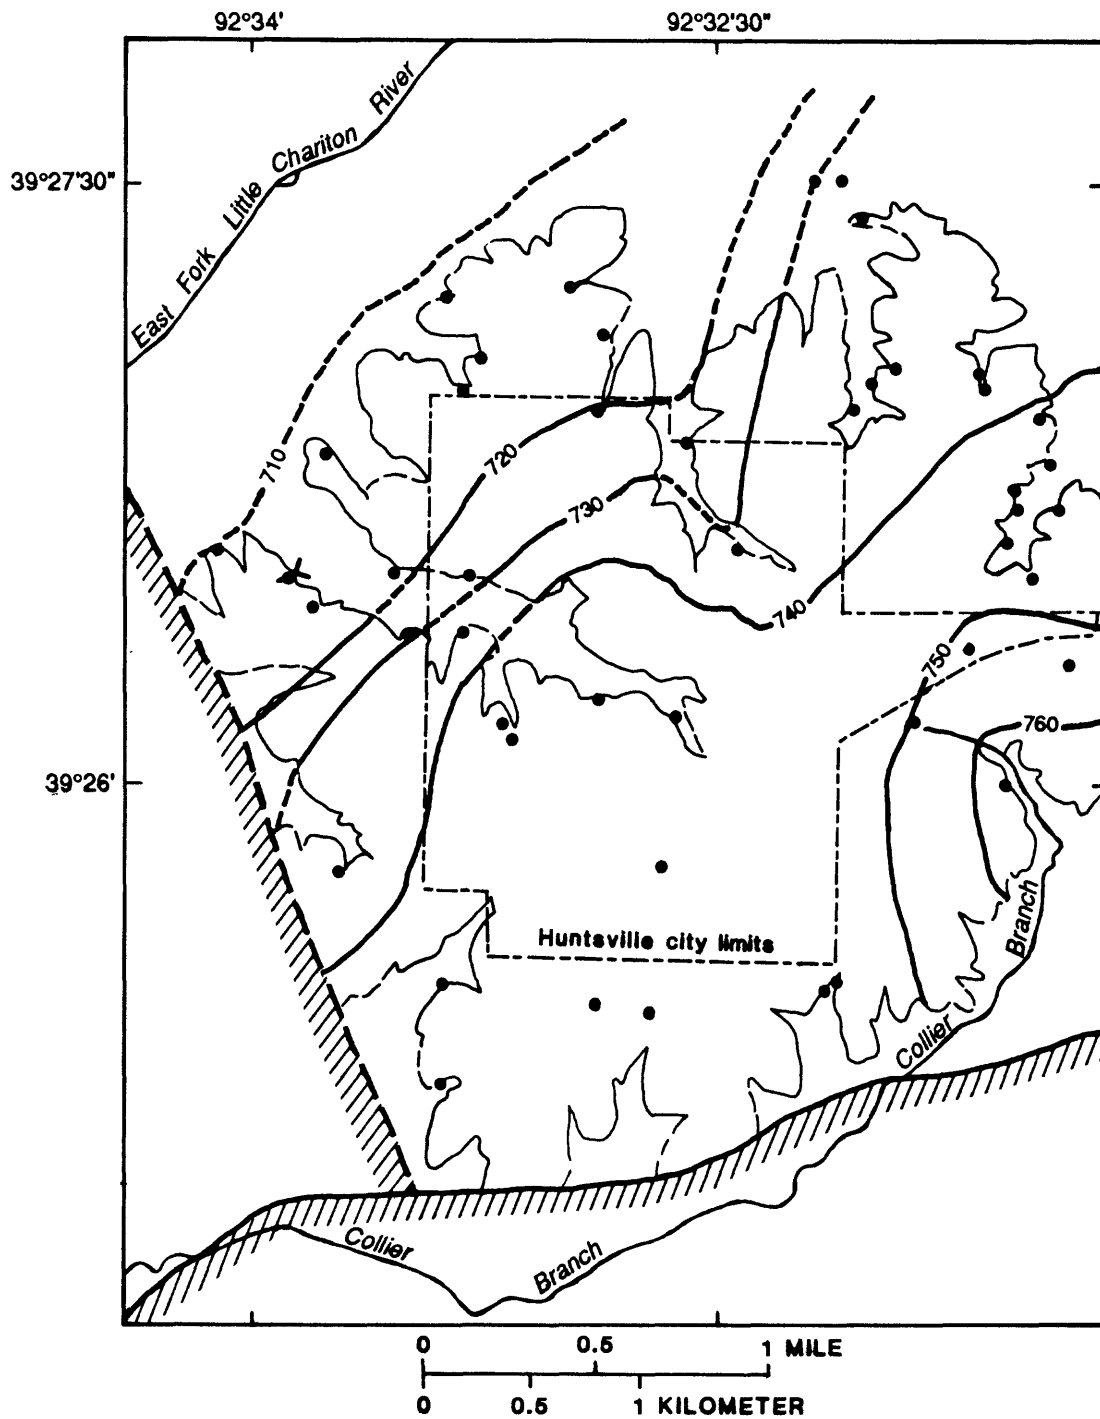 92°34'
92°32'30"
39°27'30"
East Fork Little Chariton River
710
720
730
740
750
760
39°26'
Huntsville city limits
Branch
Collier
Collier
Branch
0 0.5 1 MILE
0 0.5 1 KILOMETER